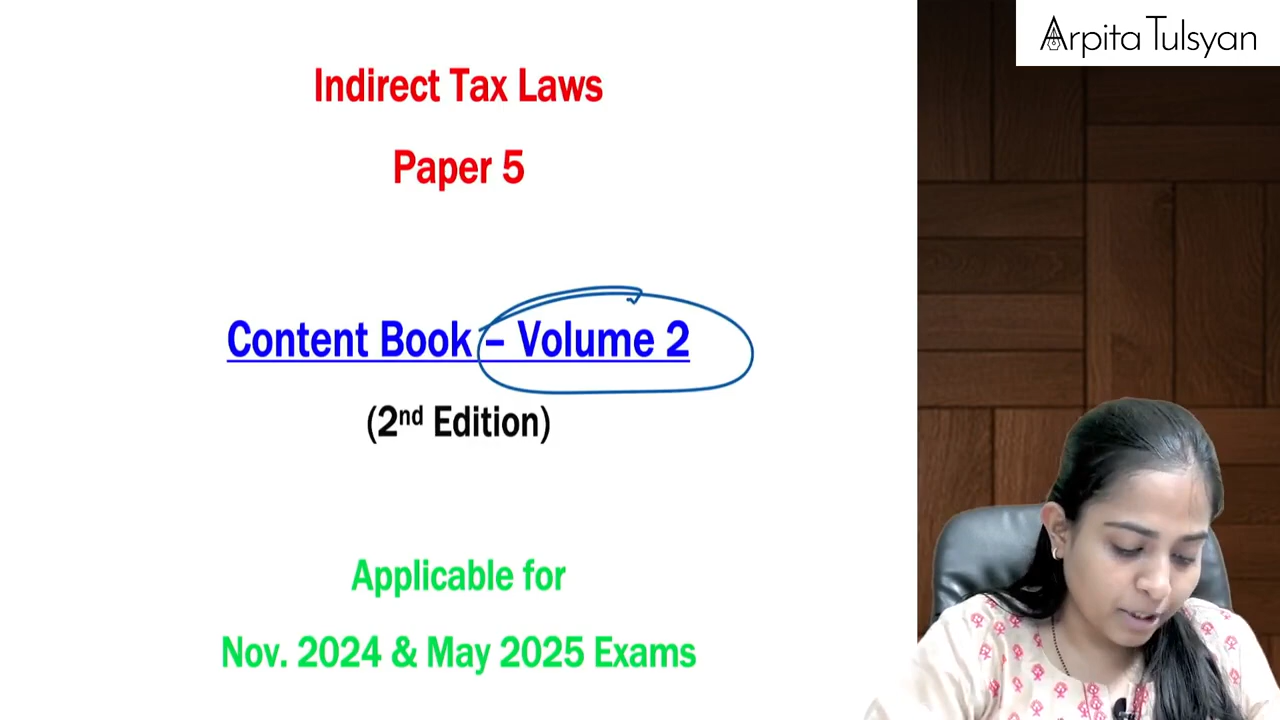 Arpita Tulsyan
Indirect Tax Laws
Paper 5
Content Book – Volume 2
(2nd Edition)
Applicable for
Nov. 2024 & May 2025 Exams